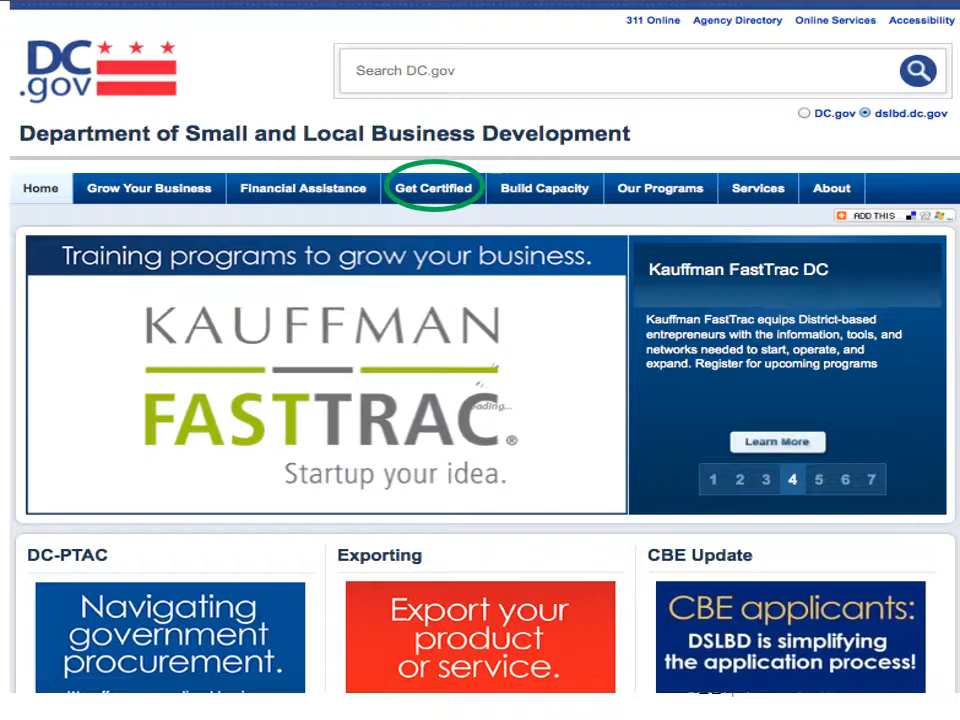 311 Online Agency Directory Online Services Accessibility
DC
.gov
Search DC.gov
DC.gov dslbd.dc.gov
Department of Small and Local Business Development
Home Grow Your Business Financial Assistance Get Certified Build Capacity Our Programs Services About
ADD THIS
Training programs to grow your business.
KAUFFMAN
FASTTRAC®
Startup your idea.
Kauffman FastTrac DC
Kauffman FastTrac equips District-based
entrepreneurs with the information, tools, and
networks needed to start, operate, and
expand. Register for upcoming programs
Learn More
1 2 3 4 5 6 7
DC-PTAC
Navigating
government
procurement.
Exporting
Export your
product
or service.
CBE Update
CBE applicants:
DSLBD is simplifying
the application process!